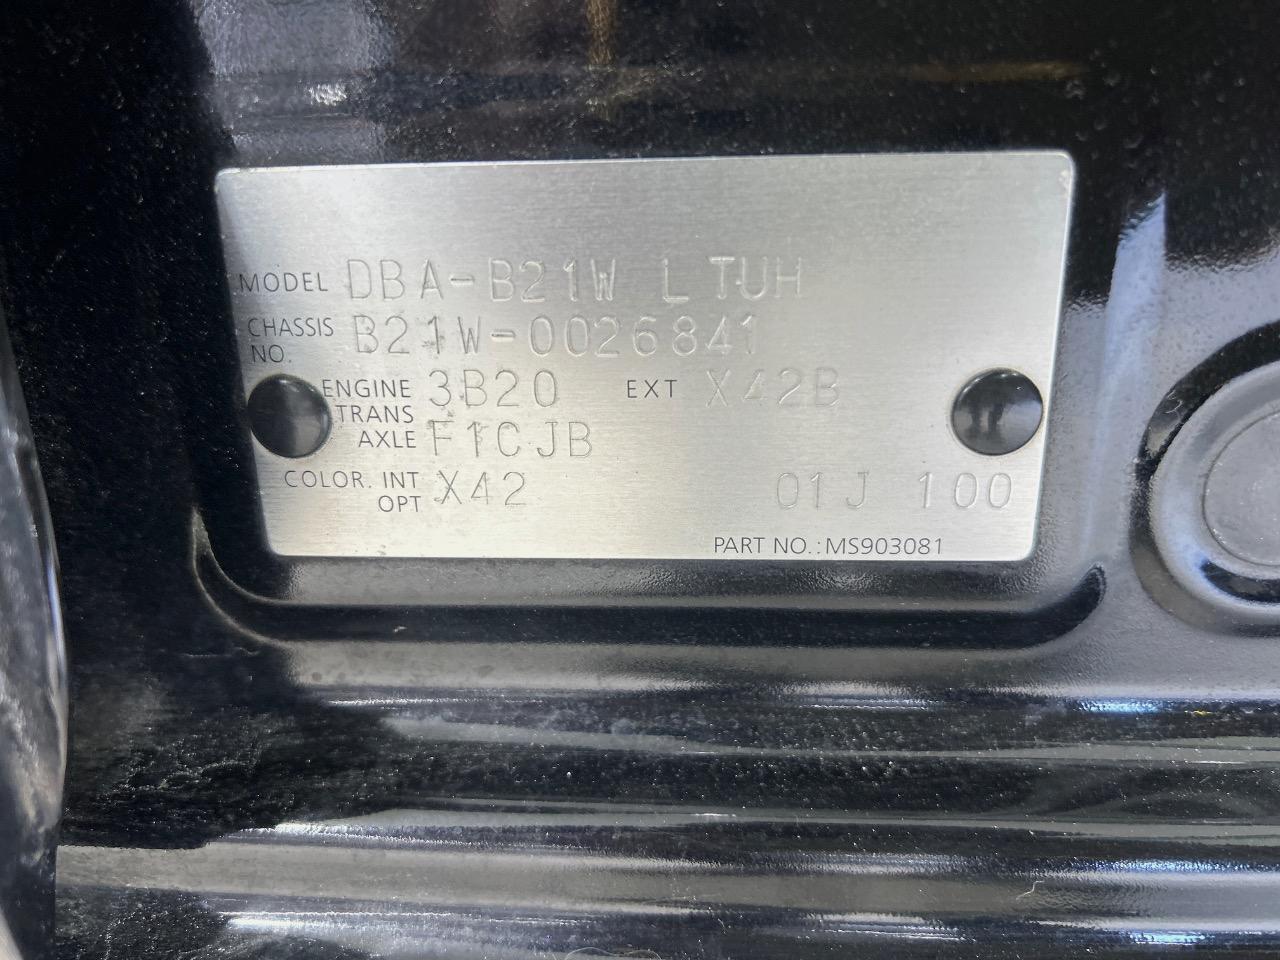 MODEL DBA-B21W LTUH
CHASSIS NO. B21W-0026841
ENGINE 3B20 EXT X42B
TRANS AXLE F1CJB
COLOR. INT OPT X42 01J 100
PART NO.: MS903081